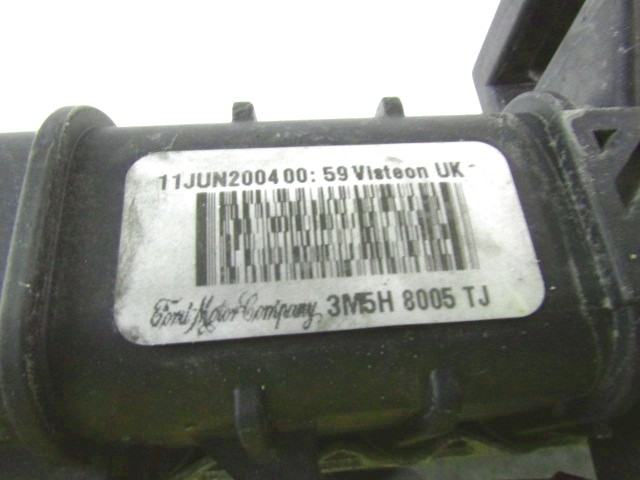 11JUN2004 00:59 Visteon UK
Ford Motor Company 3M5H 8005 TJ